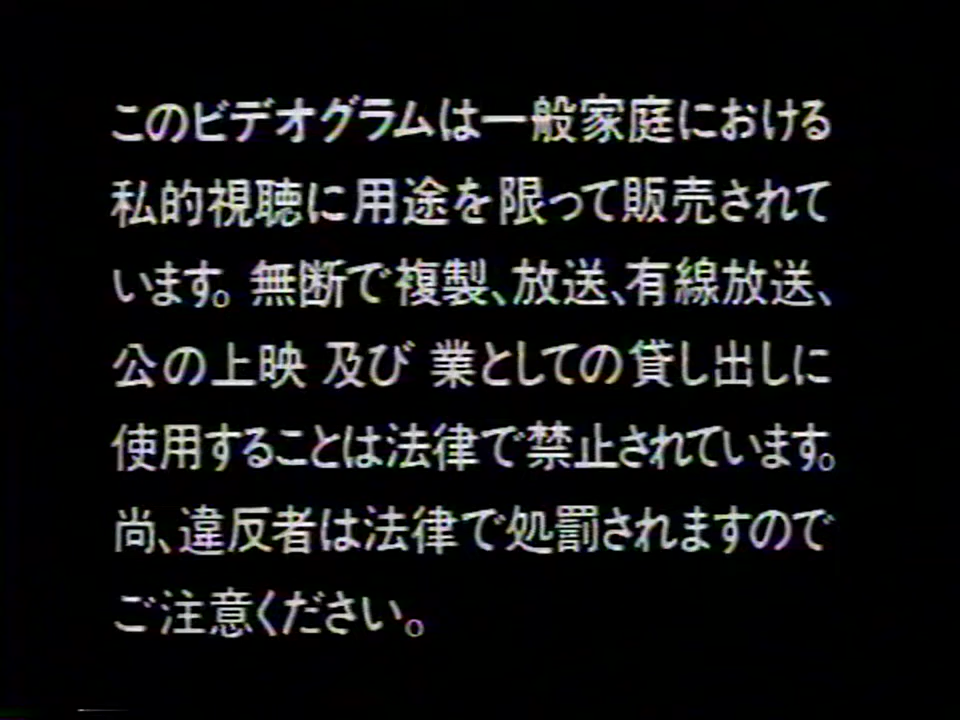 このビデオグラムは一般家庭における
私的視聴に用途を限って販売されて
います。無断で複製、放送、有線放送、
公の上映 及び 業としての貸し出しに
使用することは法律で禁止されています。
尚、違反者は法律で処罰されますので
ご注意ください。